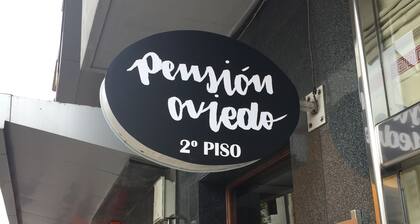 pensión
oviedo
2º PISO